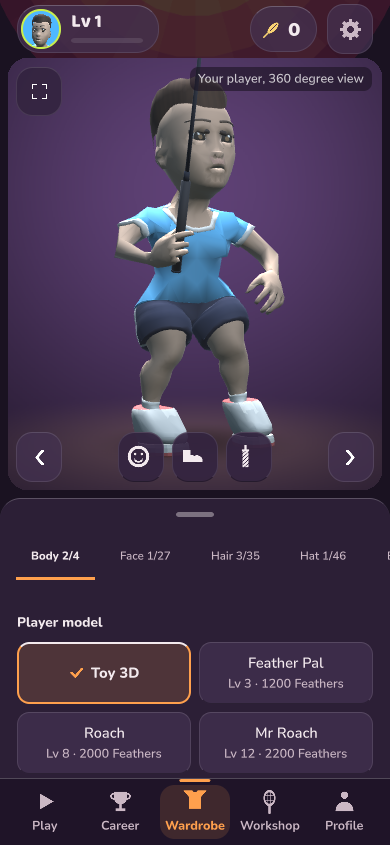 Lv 1
0
Your player, 360 degree view
Body 2/4
Face 1/27
Hair 3/35
Hat 1/46
Player model
Toy 3D
Feather Pal
Lv 3 · 1200 Feathers
Roach
Lv 8 · 2000 Feathers
Mr Roach
Lv 12 · 2200 Feathers
Play
Career
Wardrobe
Workshop
Profile